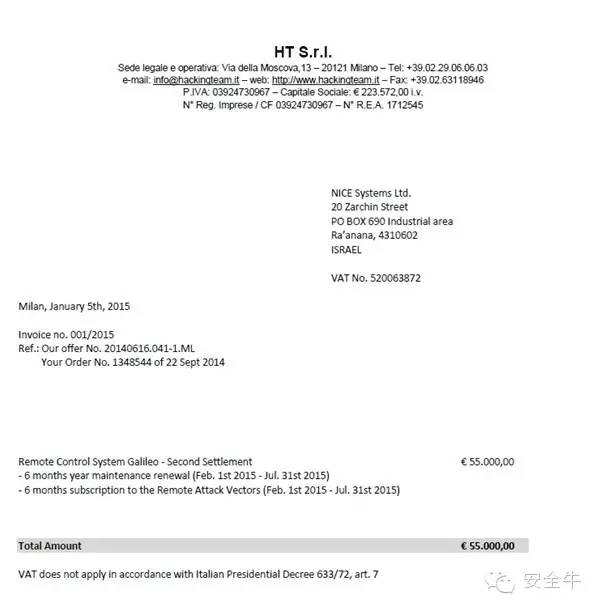 HT S.r.l.
Sede legale e operativa: Via della Moscova,13 – 20121 Milano – Tel: +39.02.29.06.06.03
e-mail: info@hackingteam.it – web: http://www.hackingteam.it – Fax: +39.02.63118946
P.IVA: 03924730967 – Capitale Sociale: € 223.572,00 i.v.
N° Reg. Imprese / CF 03924730967 – N° R.E.A. 1712545
NICE Systems Ltd.
20 Zarchin Street
PO BOX 690 Industrial area
Ra'anana, 4310602
ISRAEL
VAT No. 520063872
Milan, January 5th, 2015
Invoice no. 001/2015
Ref.: Our offer No. 20140616.041-1.ML
Your Order No. 1348544 of 22 Sept 2014
Remote Control System Galileo - Second Settlement € 55.000,00
- 6 months year maintenance renewal (Feb. 1st 2015 - Jul. 31st 2015)
- 6 months subscription to the Remote Attack Vectors (Feb. 1st 2015 - Jul. 31st 2015)
Total Amount € 55.000,00
VAT does not apply in accordance with Italian Presidential Decree 633/72, art. 7
安全牛